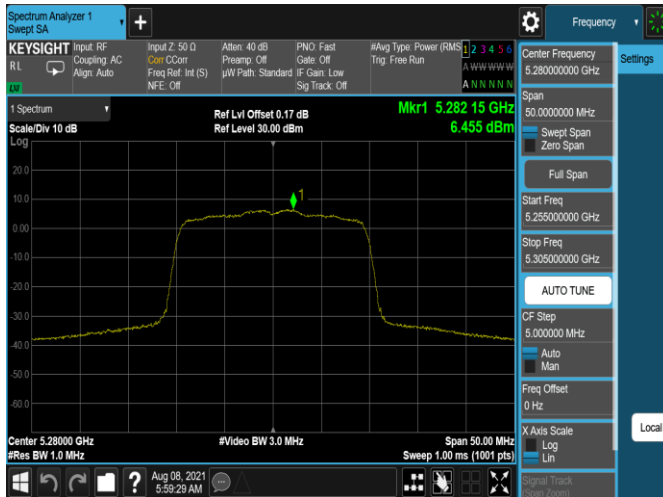 Spectrum Analyzer 1
Swept SA
Frequency
KEYSIGHT
RL
LU
Input: RF
Coupling: AC
Align: Auto
Input Z: 50 Ω
Corr CCorr
Freq Ref: Int (S)
NFE: Off
Atten: 40 dB
Preamp: Off
µW Path: Standard
PNO: Fast
Gate: Off
IF Gain: Low
Sig Track: Off
#Avg Type: Power (RMS
Trig: Free Run
1 2 3 4 5 6
A W W W W W
A N N N N N
1 Spectrum
Scale/Div 10 dB
Log
Ref Lvl Offset 0.17 dB
Ref Level 30.00 dBm
Mkr1 5.282 15 GHz
6.455 dBm
1
20.0
10.0
0.00
-10.0
-20.0
-30.0
-40.0
-50.0
-60.0
Center 5.28000 GHz
#Res BW 1.0 MHz
#Video BW 3.0 MHz
Span 50.00 MHz
Sweep 1.00 ms (1001 pts)
Aug 08, 2021
5:59:29 AM
Center Frequency
5.280000000 GHz
Settings
Span
50.0000000 MHz
Swept Span
Zero Span
Full Span
Start Freq
5.255000000 GHz
Stop Freq
5.305000000 GHz
AUTO TUNE
CF Step
5.000000 MHz
Auto
Man
Freq Offset
0 Hz
X Axis Scale
Log
Lin
Local
Signal Track
(Span Zoom)